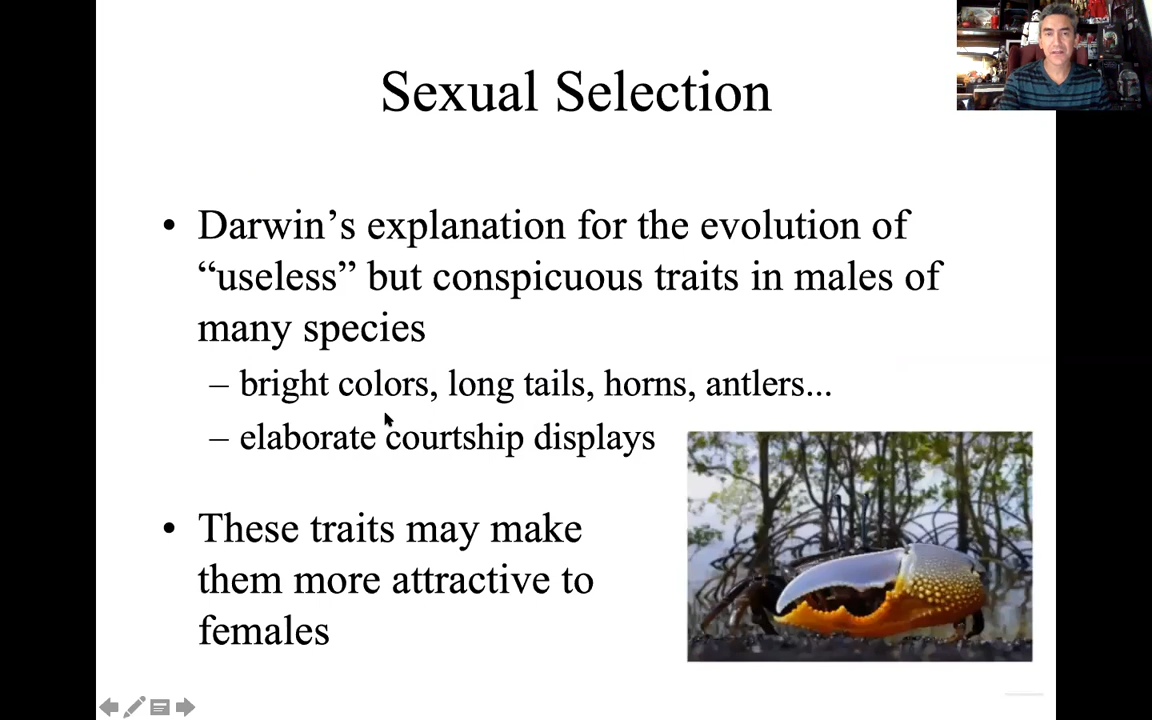 Sexual Selection
• Darwin’s explanation for the evolution of
“useless” but conspicuous traits in males of
many species
– bright colors, long tails, horns, antlers...
– elaborate courtship displays
• These traits may make
them more attractive to
females